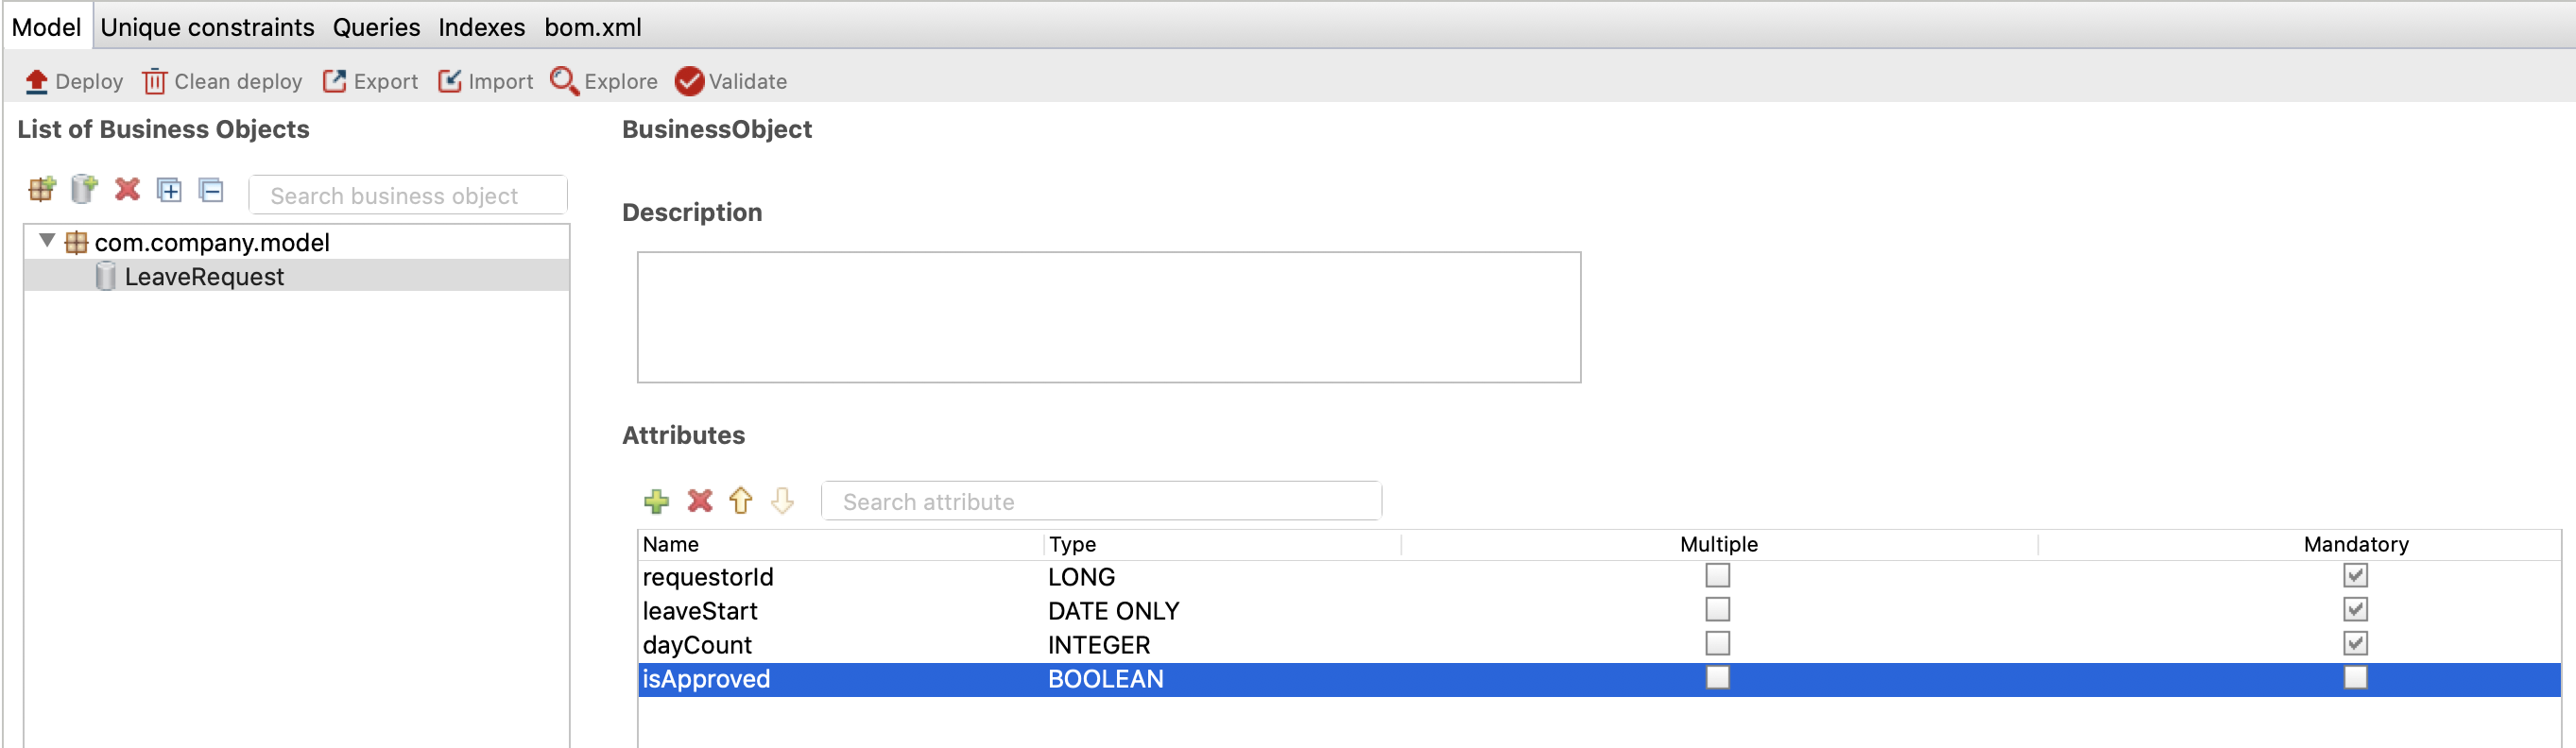 Model Unique constraints Queries Indexes bom.xml
Deploy Clean deploy Export Import Explore Validate
List of Business Objects
Search business object
com.company.model
LeaveRequest
BusinessObject
Description
Attributes
Search attribute
Name Type Multiple Mandatory
requestorId LONG
leaveStart DATE ONLY
dayCount INTEGER
isApproved BOOLEAN